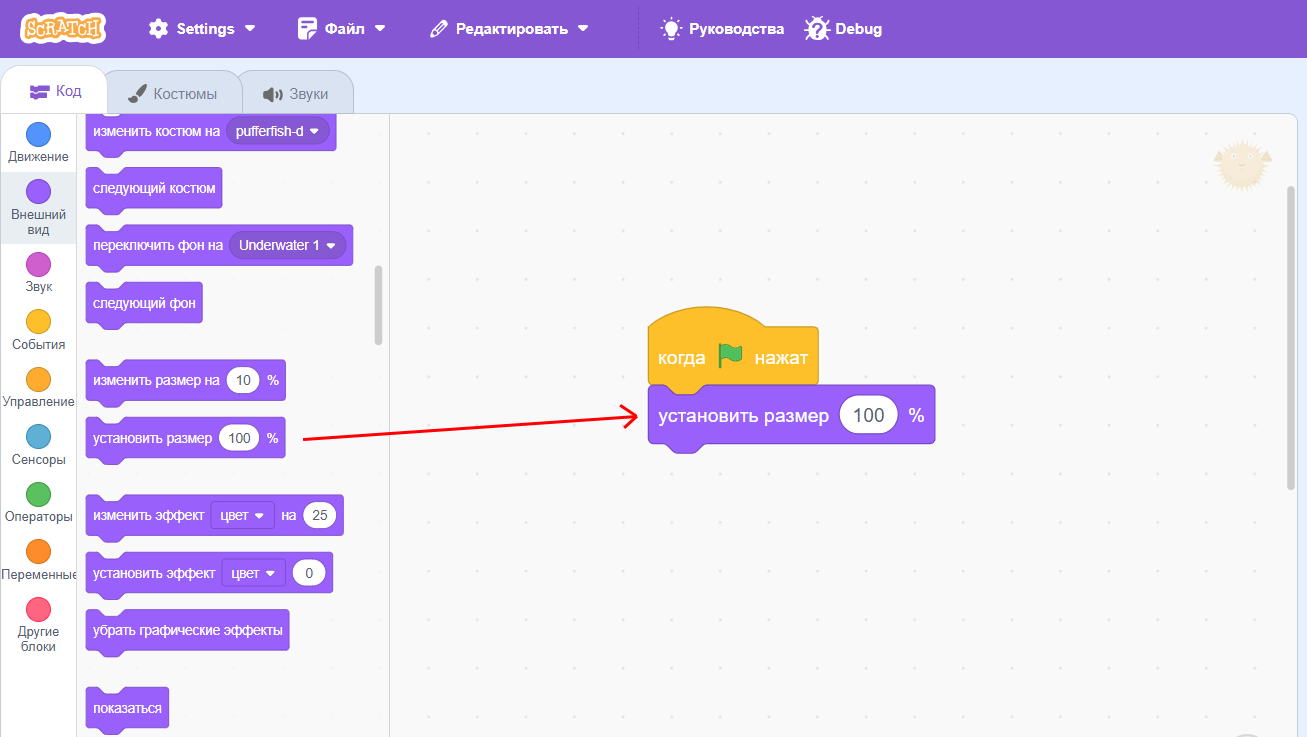 SCRATCH Settings Файл Редактировать Руководства Debug
Код Костюмы Звуки
Движение
Внешний
вид
Звук
События
Управление
Сенсоры
Операторы
Переменные
Другие
блоки
изменить костюм на pufferfish-d
следующий костюм
переключить фон на Underwater 1
следующий фон
изменить размер на 10 %
установить размер 100 %
изменить эффект цвет на 25
установить эффект цвет 0
убрать графические эффекты
показаться
когда нажат
установить размер 100 %